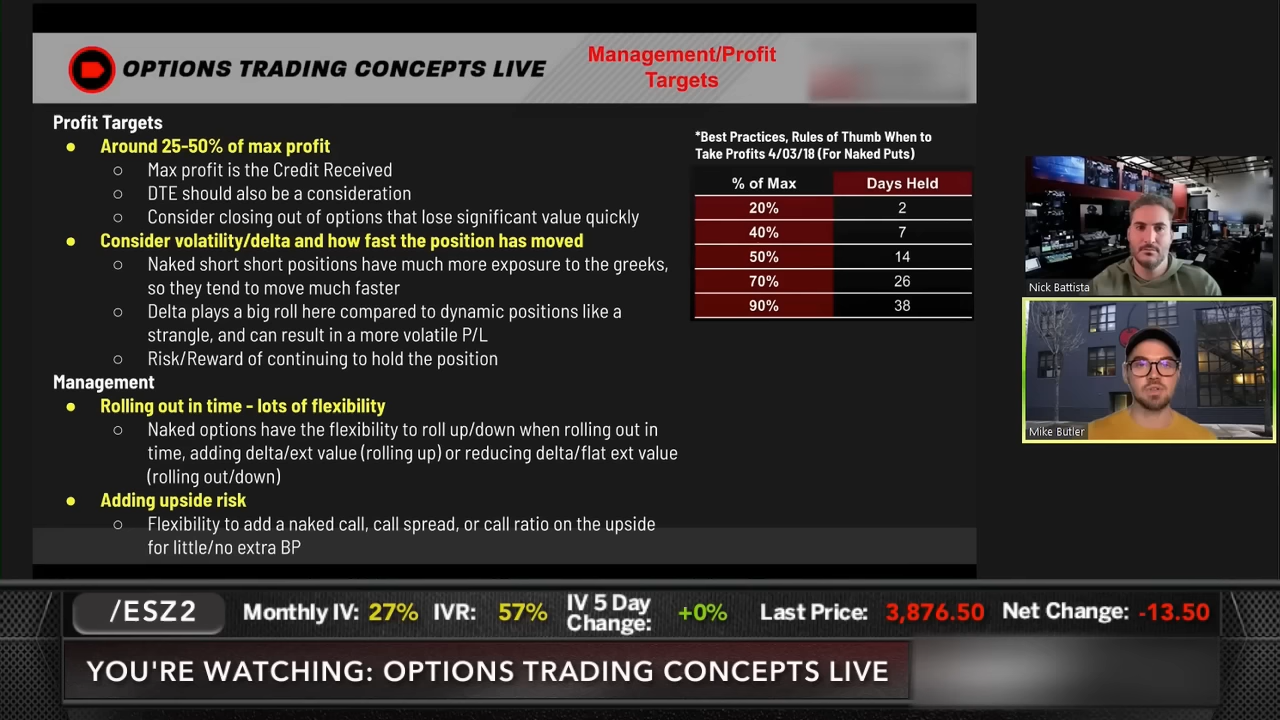 OPTIONS TRADING CONCEPTS LIVE
Management/Profit
Targets
Profit Targets
● Around 25-50% of max profit
○ Max profit is the Credit Received
○ DTE should also be a consideration
○ Consider closing out of options that lose significant value quickly
● Consider volatility/delta and how fast the position has moved
○ Naked short short positions have much more exposure to the greeks,
so they tend to move much faster
○ Delta plays a big roll here compared to dynamic positions like a
strangle, and can result in a more volatile P/L
○ Risk/Reward of continuing to hold the position
Management
● Rolling out in time - lots of flexibility
○ Naked options have the flexibility to roll up/down when rolling out in
time, adding delta/ext value (rolling up) or reducing delta/flat ext value
(rolling out/down)
● Adding upside risk
○ Flexibility to add a naked call, call spread, or call ratio on the upside
for little/no extra BP
*Best Practices, Rules of Thumb When to
Take Profits 4/03/18 (For Naked Puts)
% of Max Days Held
20% 2
40% 7
50% 14
70% 26
90% 38
Nick Battista
Mike Butler
/ESZ2 Monthly IV: 27% IVR: 57% IV 5 Day Change: +0% Last Price: 3,876.50 Net Change: -13.50
YOU'RE WATCHING: OPTIONS TRADING CONCEPTS LIVE